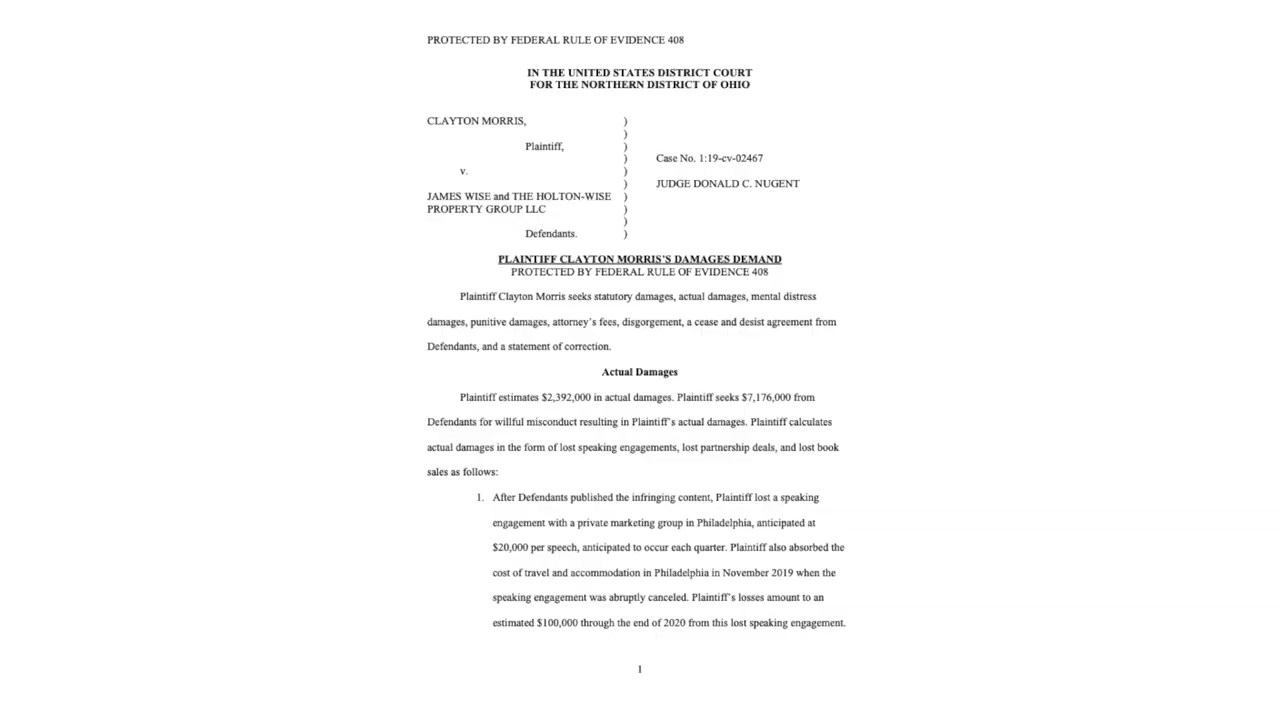 PROTECTED BY FEDERAL RULE OF EVIDENCE 408
IN THE UNITED STATES DISTRICT COURT
FOR THE NORTHERN DISTRICT OF OHIO
CLAYTON MORRIS, )
)
Plaintiff, )
) Case No. 1:19-cv-02467
v. )
) JUDGE DONALD C. NUGENT
JAMES WISE and THE HOLTON-WISE )
PROPERTY GROUP LLC )
)
Defendants. )
PLAINTIFF CLAYTON MORRIS'S DAMAGES DEMAND
PROTECTED BY FEDERAL RULE OF EVIDENCE 408
Plaintiff Clayton Morris seeks statutory damages, actual damages, mental distress
damages, punitive damages, attorney's fees, disgorgement, a cease and desist agreement from
Defendants, and a statement of correction.
Actual Damages
Plaintiff estimates $2,392,000 in actual damages. Plaintiff seeks $7,176,000 from
Defendants for willful misconduct resulting in Plaintiff's actual damages. Plaintiff calculates
actual damages in the form of lost speaking engagements, lost partnership deals, and lost book
sales as follows:
1. After Defendants published the infringing content, Plaintiff lost a speaking
engagement with a private marketing group in Philadelphia, anticipated at
$20,000 per speech, anticipated to occur each quarter. Plaintiff also absorbed the
cost of travel and accommodation in Philadelphia in November 2019 when the
speaking engagement was abruptly canceled. Plaintiff's losses amount to an
estimated $100,000 through the end of 2020 from this lost speaking engagement.
1